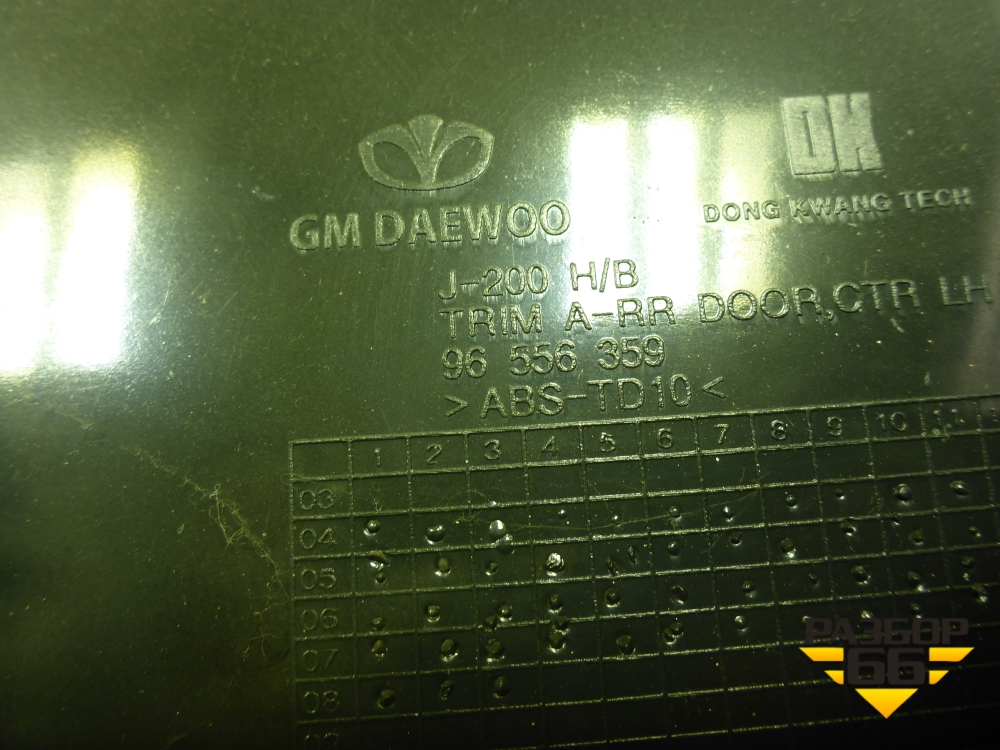 DK
GM DAEWOO
DONG KWANG TECH
J-200 H/B
TRIM A-RR DOOR,CTR LH
96 556 359
>ABS-TD10<
1 2 3 4 5 6 7 8 9 10 11
03
04
05
06
07
08
РАЗБОР
66